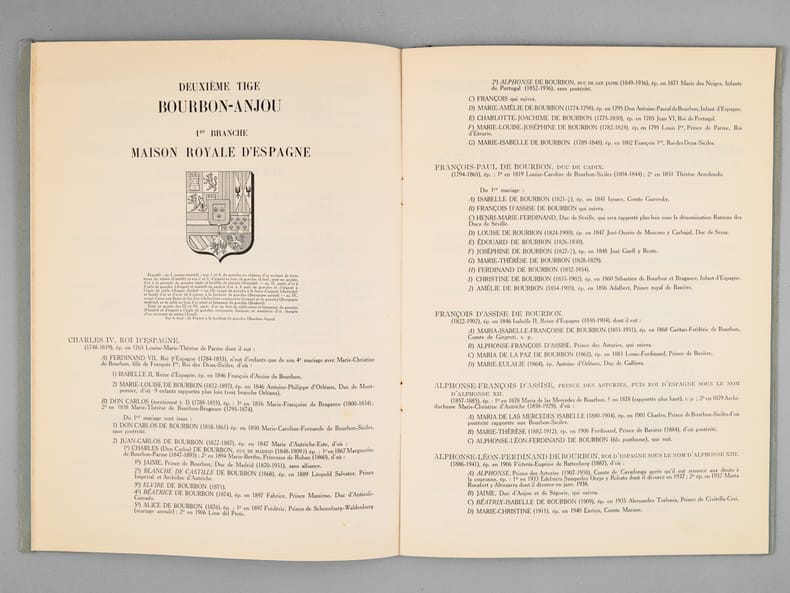 DEUXIÈME TIGE
BOURBON-ANJOU
1re BRANCHE
MAISON ROYALE D'ESPAGNE
CHARLES IV, ROI D'ESPAGNE.
(1748-1819), ép. en 1765 Louise-Marie-Thérèse de Parme dont il eut :
A) FERDINAND VII, Roi d'Espagne (1784-1833), n'eut d'enfants que de son 4e mariage avec Marie-Christine
de Bourbon, fille de François Ier, Roi des Deux-Siciles, d'où :
1) ISABELLE II, Reine d'Espagne, ép. en 1846 François d'Assise de Bourbon.
2) MARIE-LOUISE DE BOURBON (1832-1897), ép. en 1846 Antoine-Philippe d'Orléans, Duc de Mont-
pensier, d'où 9 enfants rapportés plus loin (voir branche Orléans).
B) DON CARLOS (mentionné t. I) (1788-1855), ép. : 1o en 1816 Marie-Françoise de Bragance (1800-1834) ;
2o en 1838 Marie-Thérèse de Bourbon-Bragance (1793-1874).
Du 1er mariage sont issus :
1) DON CARLOS DE BOURBON (1818-1861) ép. en 1850 Marie-Caroline-Fernande de Bourbon-Siciles,
sans postérité.
2) JUAN-CARLOS DE BOURBON (1822-1887), ép. en 1847 Marie d'Autriche-Este, d'où :
1o) CHARLES (Don Carlos) DE BOURBON, DUC DE MADRID (1848-1909), ép. : 1o en 1867 Marguerite
de Bourbon-Parme (1847-1893) ; 2o en 1894 Marie-Berthe, Princesse de Rohan (1860), d'où :
1o) JAIME, Prince de Bourbon, Duc de Madrid (1870-1931), sans alliance.
2o) BLANCHE DE CASTILLE DE BOURBON (1868), ép. en 1889 Léopold Salvator, Prince
Impérial et Archiduc d'Autriche.
3o) ELVIRE DE BOURBON (1871).
4o) BÉATRICE DE BOURBON (1874), ép. en 1897 Fabrice, Prince Massimo, Duc d'Anticoli-
Corrado.
5o) ALICE DE BOURBON (1876), ép. : 1o en 1897 Frédéric, Prince de Schoenburg-Waldenburg
(mariage annulé) ; 2o en 1906 Lino del Prete.
2o) ALPHONSE DE BOURBON, DUC DE SAN JAIME (1849-1936), ép. en 1871 Marie des Neiges, Infante
de Portugal (1852-1936), sans postérité.
C) FRANÇOIS qui suivra.
D) MARIE-AMÉLIE DE BOURBON (1774-1798), ép. en 1795 Don Antoine-Pascal de Bourbon, Infant d'Espagne.
E) CHARLOTTE-JOACHIME DE BOURBON (1775-1830), ép. en 1785 Jean VI, Roi de Portugal.
F) MARIE-LOUISE-JOSÉPHINE DE BOURBON (1782-1824), ép. en 1795 Louis Ier, Prince de Parme, Roi
d'Étrurie.
G) MARIE-ISABELLE DE BOURBON (1789-1848), ép. en 1802 François Ier, Roi des Deux-Siciles.
FRANÇOIS-PAUL DE BOURBON, DUC DE CADIX.
(1794-1865), ép. : 1o en 1819 Louise-Caroline de Bourbon-Siciles (1804-1844) ; 2o en 1851 Thérèse Arredondo.
Du 1er mariage :
A) ISABELLE DE BOURBON (1821- ), ép. en 1841 Ignace, Comte Gurowsky.
B) FRANÇOIS D'ASSISE DE BOURBON qui suivra.
C) HENRI-MARIE-FERDINAND, Duc de Séville, qui sera rapporté plus loin sous la dénomination Rameau des
Ducs de Séville.
D) LOUISE DE BOURBON (1824-1900), ép. en 1847 José-Osorio de Moscoso y Carbajal, Duc de Sessa.
E) ÉDOUARD DE BOURBON (1826-1830).
F) JOSÉPHINE DE BOURBON (1827- ), ép. en 1848 José Guell y Rente.
G) MARIE-THÉRÈSE DE BOURBON (1828-1829).
H) FERDINAND DE BOURBON (1832-1854).
I) CHRISTINE DE BOURBON (1833-1902), ép. en 1860 Sébastien de Bourbon et Bragance, Infant d'Espagne.
J) AMÉLIE DE BOURBON (1834-1905), ép. en 1856 Adalbert, Prince royal de Bavière.
FRANÇOIS D'ASSISE DE BOURBON.
(1822-1902), ép. en 1846 Isabelle II, Reine d'Espagne (1830-1904), dont il eut :
A) MARIA-ISABELLE-FRANÇOISE DE BOURBON (1851-1931), ép. en 1868 Gaëtan-Frédéric de Bourbon,
Comte de Girgenti, s. p.
B) ALPHONSE-FRANÇOIS D'ASSISE, Prince des Asturies, qui suivra.
C) MARIA DE LA PAZ DE BOURBON (1862), ép. en 1883 Louis-Ferdinand, Prince de Bavière.
D) MARIE-EULALIE (1864), ép. Antoine d'Orléans, Duc de Galliera.
ALPHONSE-FRANÇOIS D'ASSISE, PRINCE DES ASTURIES, PUIS ROI D'ESPAGNE SOUS LE NOM
D'ALPHONSE XII.
(1857-1885), ép. : 1o en 1878 Maria de las Mercedes de Bourbon, † en 1878 (rapportée plus haut), s. p. ; 2o en 1879 Archi-
duchesse Marie-Christine d'Autriche (1858-1929), d'où :
A) MARIA DE LAS MERCEDES ISABELLE (1880-1904), ép. en 1901 Charles, Prince de Bourbon-Siciles d'où
postérité rapportée aux Bourbon-Siciles.
B) MARIE-THÉRÈSE (1882-1912), ép. en 1906 Ferdinand, Prince de Bavière (1884), d'où postérité.
C) ALPHONSE-LÉON-FERDINAND DE BOURBON (fils posthume), qui suit.
ALPHONSE-LÉON-FERDINAND DE BOURBON, ROI D'ESPAGNE SOUS LE NOM D'ALPHONSE XIII.
(1886-1941), ép. en 1906 Victoria-Eugénie de Battenberg (1887), d'où :
A) ALPHONSE, Prince des Asturies (1907-1938), Comte de Covadonga après qu'il eut renoncé aux droits à
la couronne, ép. : 1o en 1933 Edelmira Sampedro Ocejo y Robato dont il divorce en 1937 ; 2o ép. en 1937 Marta
Rocafort y Altuzarra dont il divorce en janv. 1938.
B) JAIME, Duc d'Anjou et de Ségovie, qui suivra.
C) BÉATRIX-ISABELLE DE BOURBON (1909), ép. en 1935 Alessandro Torlonia, Prince de Civitella-Cesi.
D) MARIE-CHRISTINE (1911), ép. en 1940 Enrico, Comte Marone.